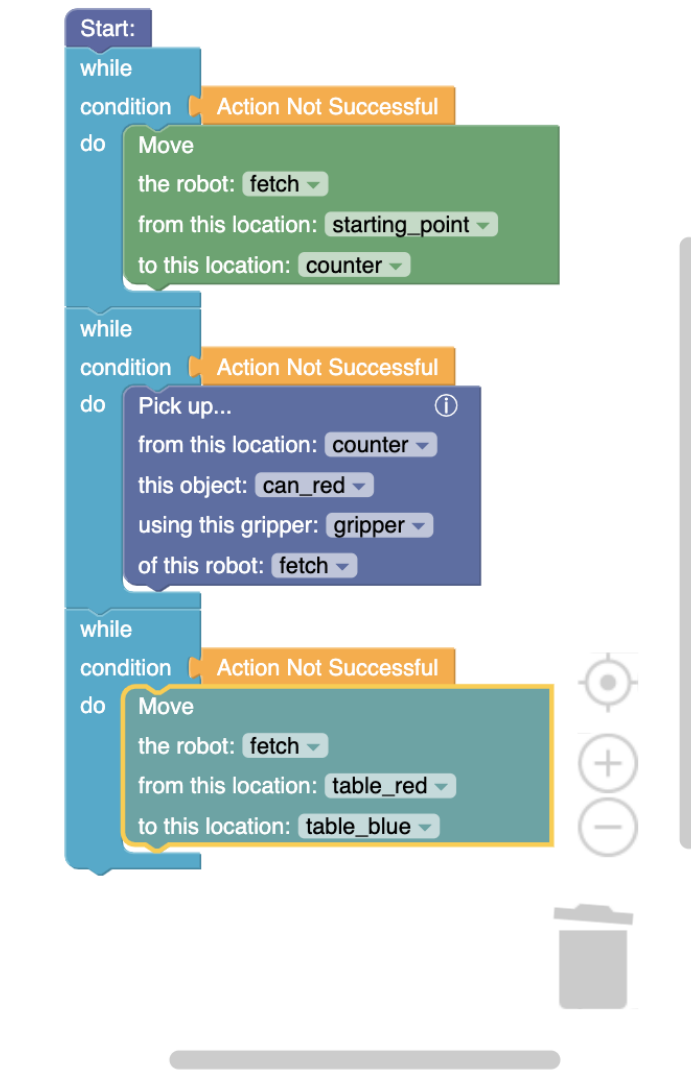 Start:
while
condition Action Not Successful
do Move
the robot: fetch
from this location: starting_point
to this location: counter
while
condition Action Not Successful
do Pick up...
from this location: counter
this object: can_red
using this gripper: gripper
of this robot: fetch
while
condition Action Not Successful
do Move
the robot: fetch
from this location: table_red
to this location: table_blue